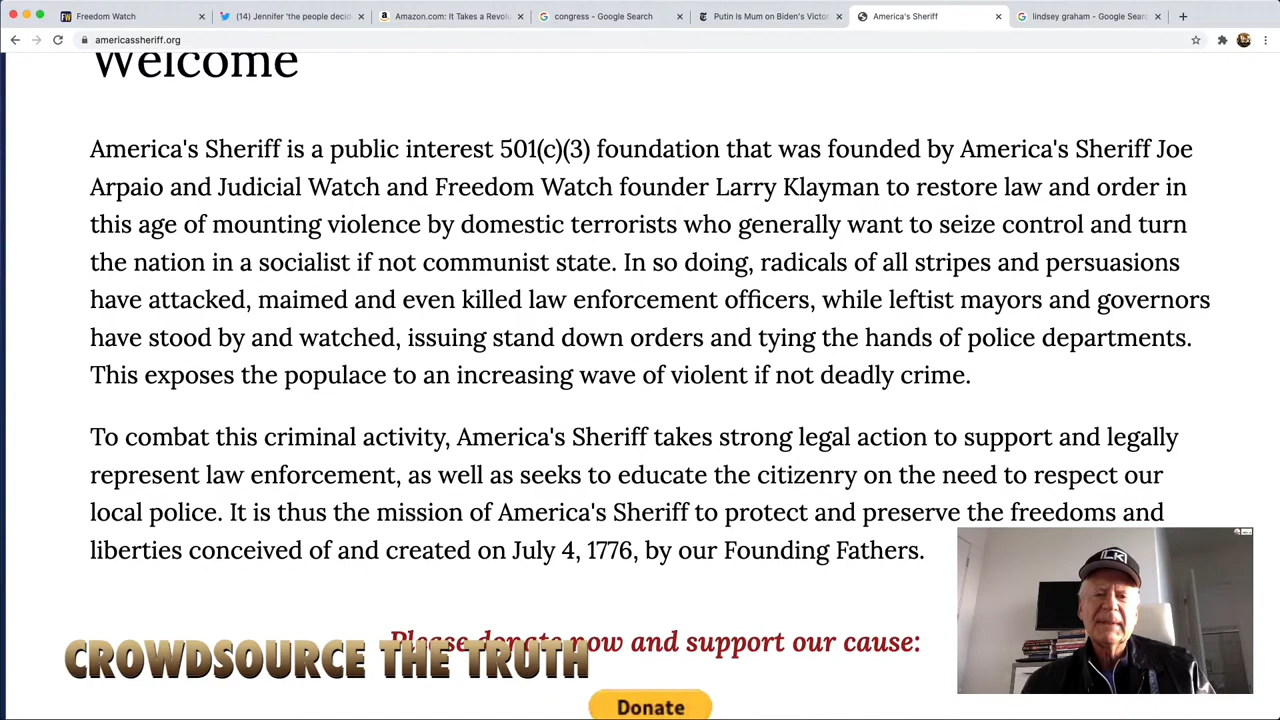 Freedom Watch
(14) Jennifer 'the people decid
Amazon.com: It Takes a Revolu
congress - Google Search
Putin Is Mum on Biden's Victor
America's Sheriff
lindsey graham - Google Searc
americassheriff.org
Welcome
America's Sheriff is a public interest 501(c)(3) foundation that was founded by America's Sheriff Joe
Arpaio and Judicial Watch and Freedom Watch founder Larry Klayman to restore law and order in
this age of mounting violence by domestic terrorists who generally want to seize control and turn
the nation in a socialist if not communist state. In so doing, radicals of all stripes and persuasions
have attacked, maimed and even killed law enforcement officers, while leftist mayors and governors
have stood by and watched, issuing stand down orders and tying the hands of police departments.
This exposes the populace to an increasing wave of violent if not deadly crime.
To combat this criminal activity, America's Sheriff takes strong legal action to support and legally
represent law enforcement, as well as seeks to educate the citizenry on the need to respect our
local police. It is thus the mission of America's Sheriff to protect and preserve the freedoms and
liberties conceived of and created on July 4, 1776, by our Founding Fathers.
Please donate now and support our cause:
CROWDSOURCE THE TRUTH
Donate